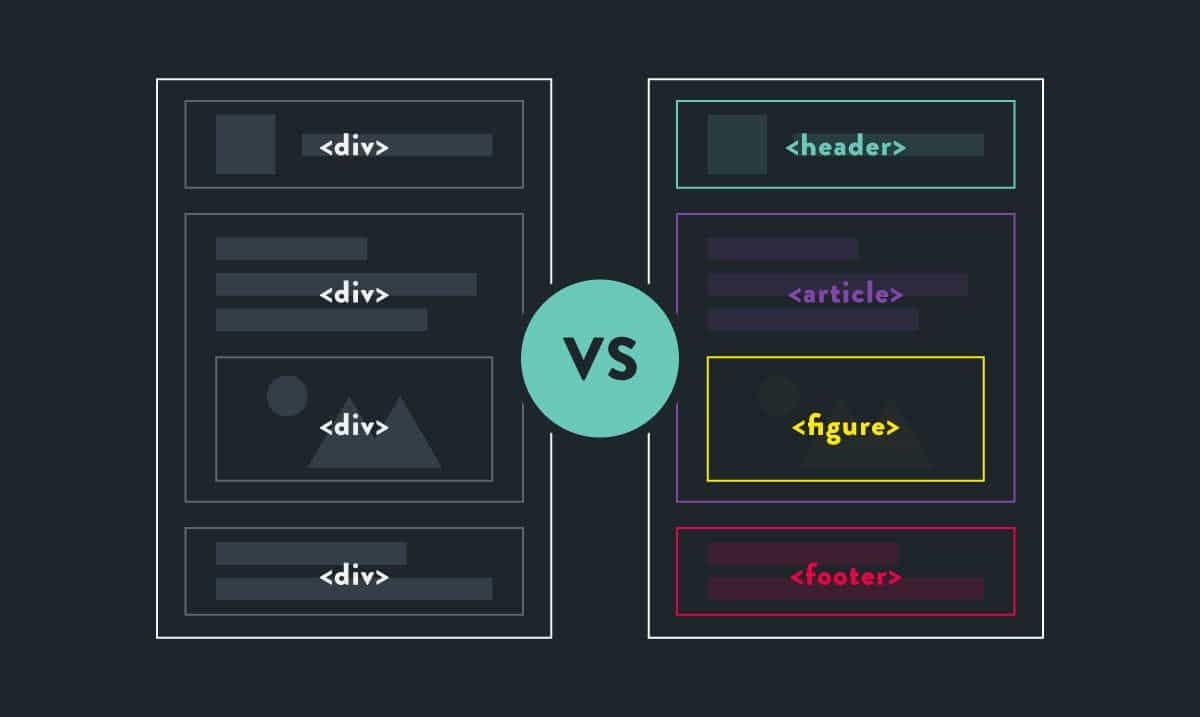 <div>
<div>
<div>
<div>
VS
<header>
<article>
<figure>
<footer>